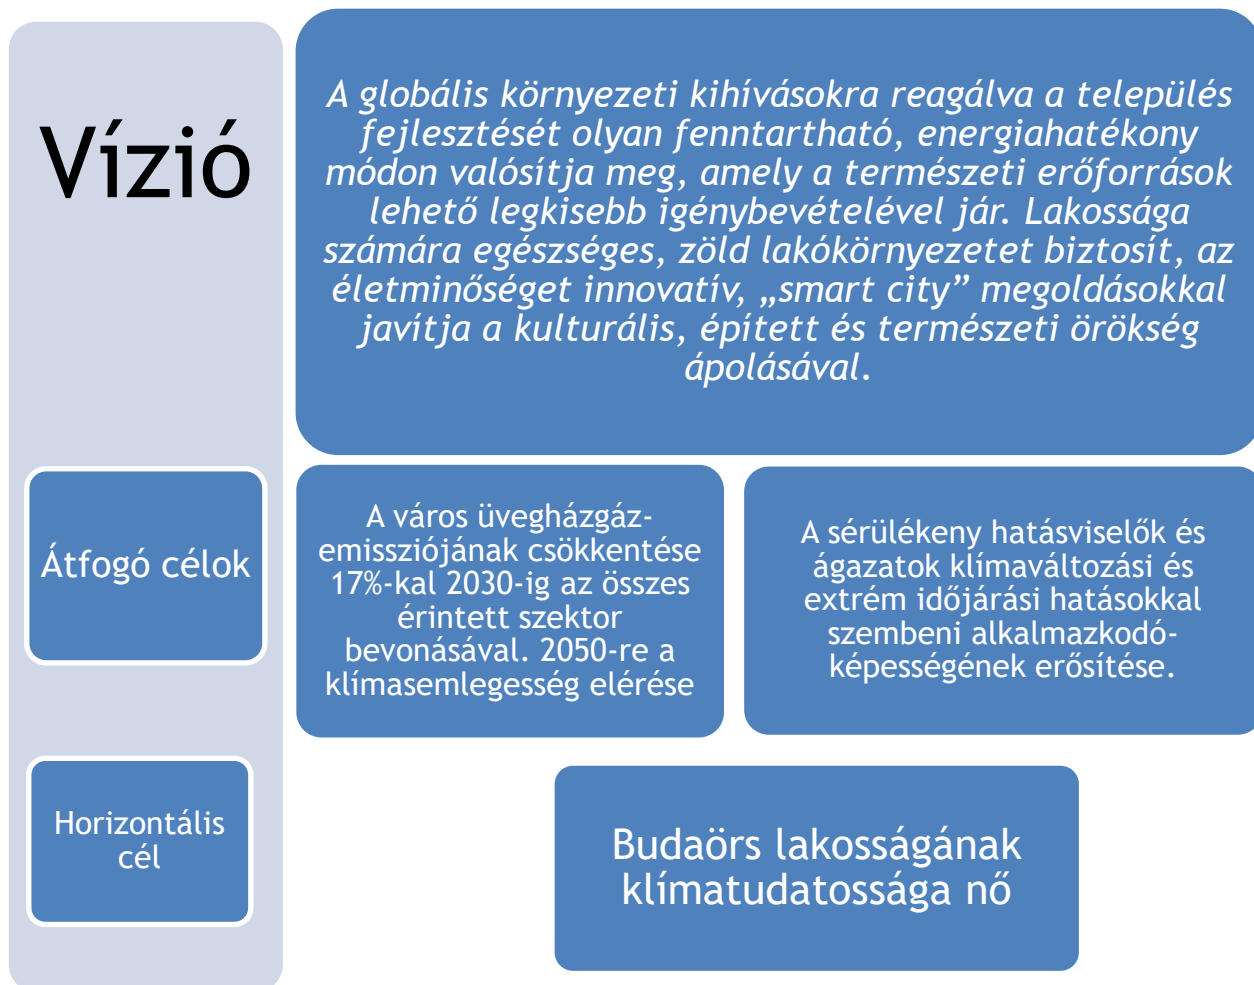 Vízió
A globális környezeti kihívásokra reagálva a település
fejlesztését olyan fenntartható, energiahatékony
módon valósítja meg, amely a természeti erőforrások
lehető legkisebb igénybevételével jár. Lakossága
számára egészséges, zöld lakókörnyezetet biztosít, az
életminőséget innovatív, „smart city” megoldásokkal
javítja a kulturális, épített és természeti örökség
ápolásával.
Átfogó célok
A város üvegházgáz-
emissziójának csökkentése
17%-kal 2030-ig az összes
érintett szektor
bevonásával. 2050-re a
klímasemlegesség elérése
A sérülékeny hatásviselők és
ágazatok klímaváltozási és
extrém időjárási hatásokkal
szembeni alkalmazkodó-
képességének erősítése.
Horizontális
cél
Budaörs lakosságának
klímatudatossága nő